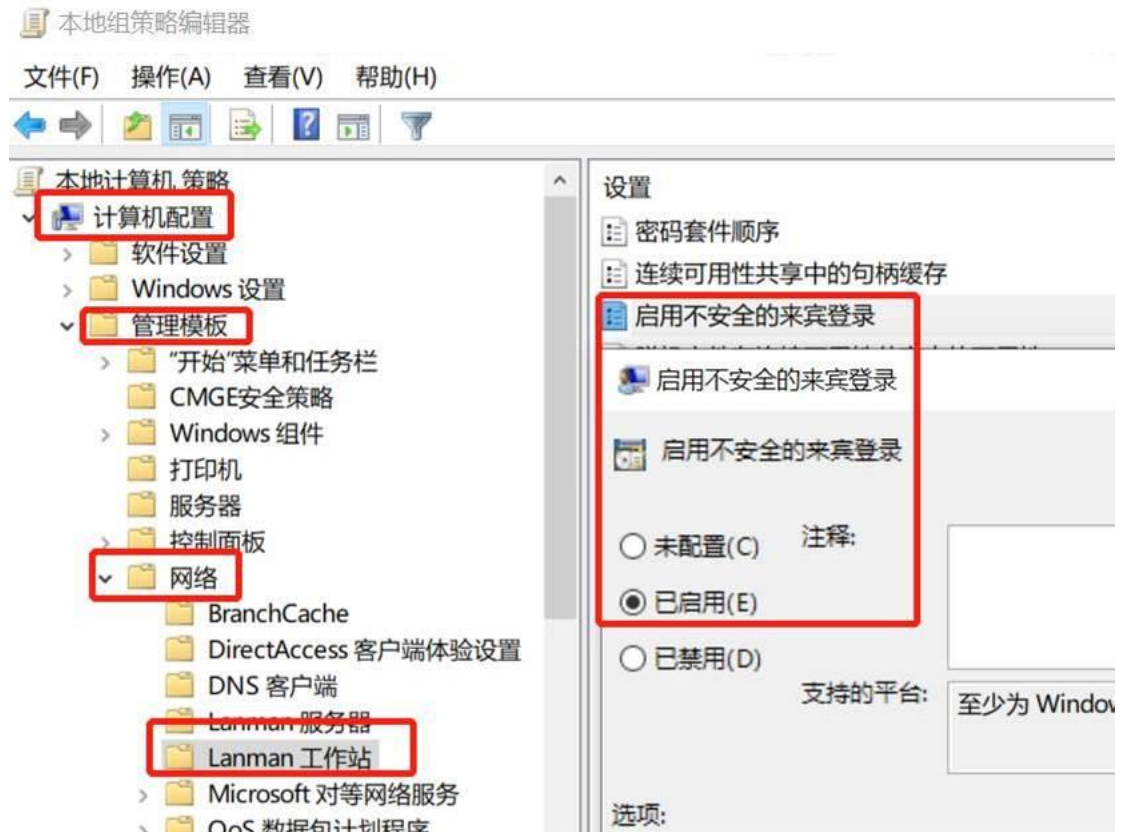 本地组策略编辑器
文件(F) 操作(A) 查看(V) 帮助(H)
本地计算机 策略
计算机配置
软件设置
Windows 设置
管理模板
"开始"菜单和任务栏
CMGE安全策略
Windows 组件
打印机
服务器
控制面板
网络
BranchCache
DirectAccess 客户端体验设置
DNS 客户端
Lanman 服务器
Lanman 工作站
Microsoft 对等网络服务
QoS 数据包计划程序
设置
密码套件顺序
连续可用性共享中的句柄缓存
启用不安全的来宾登录
启用不安全的来宾登录
启用不安全的来宾登录
未配置(C) 注释:
已启用(E)
已禁用(D)
支持的平台: 至少为 Window
选项: